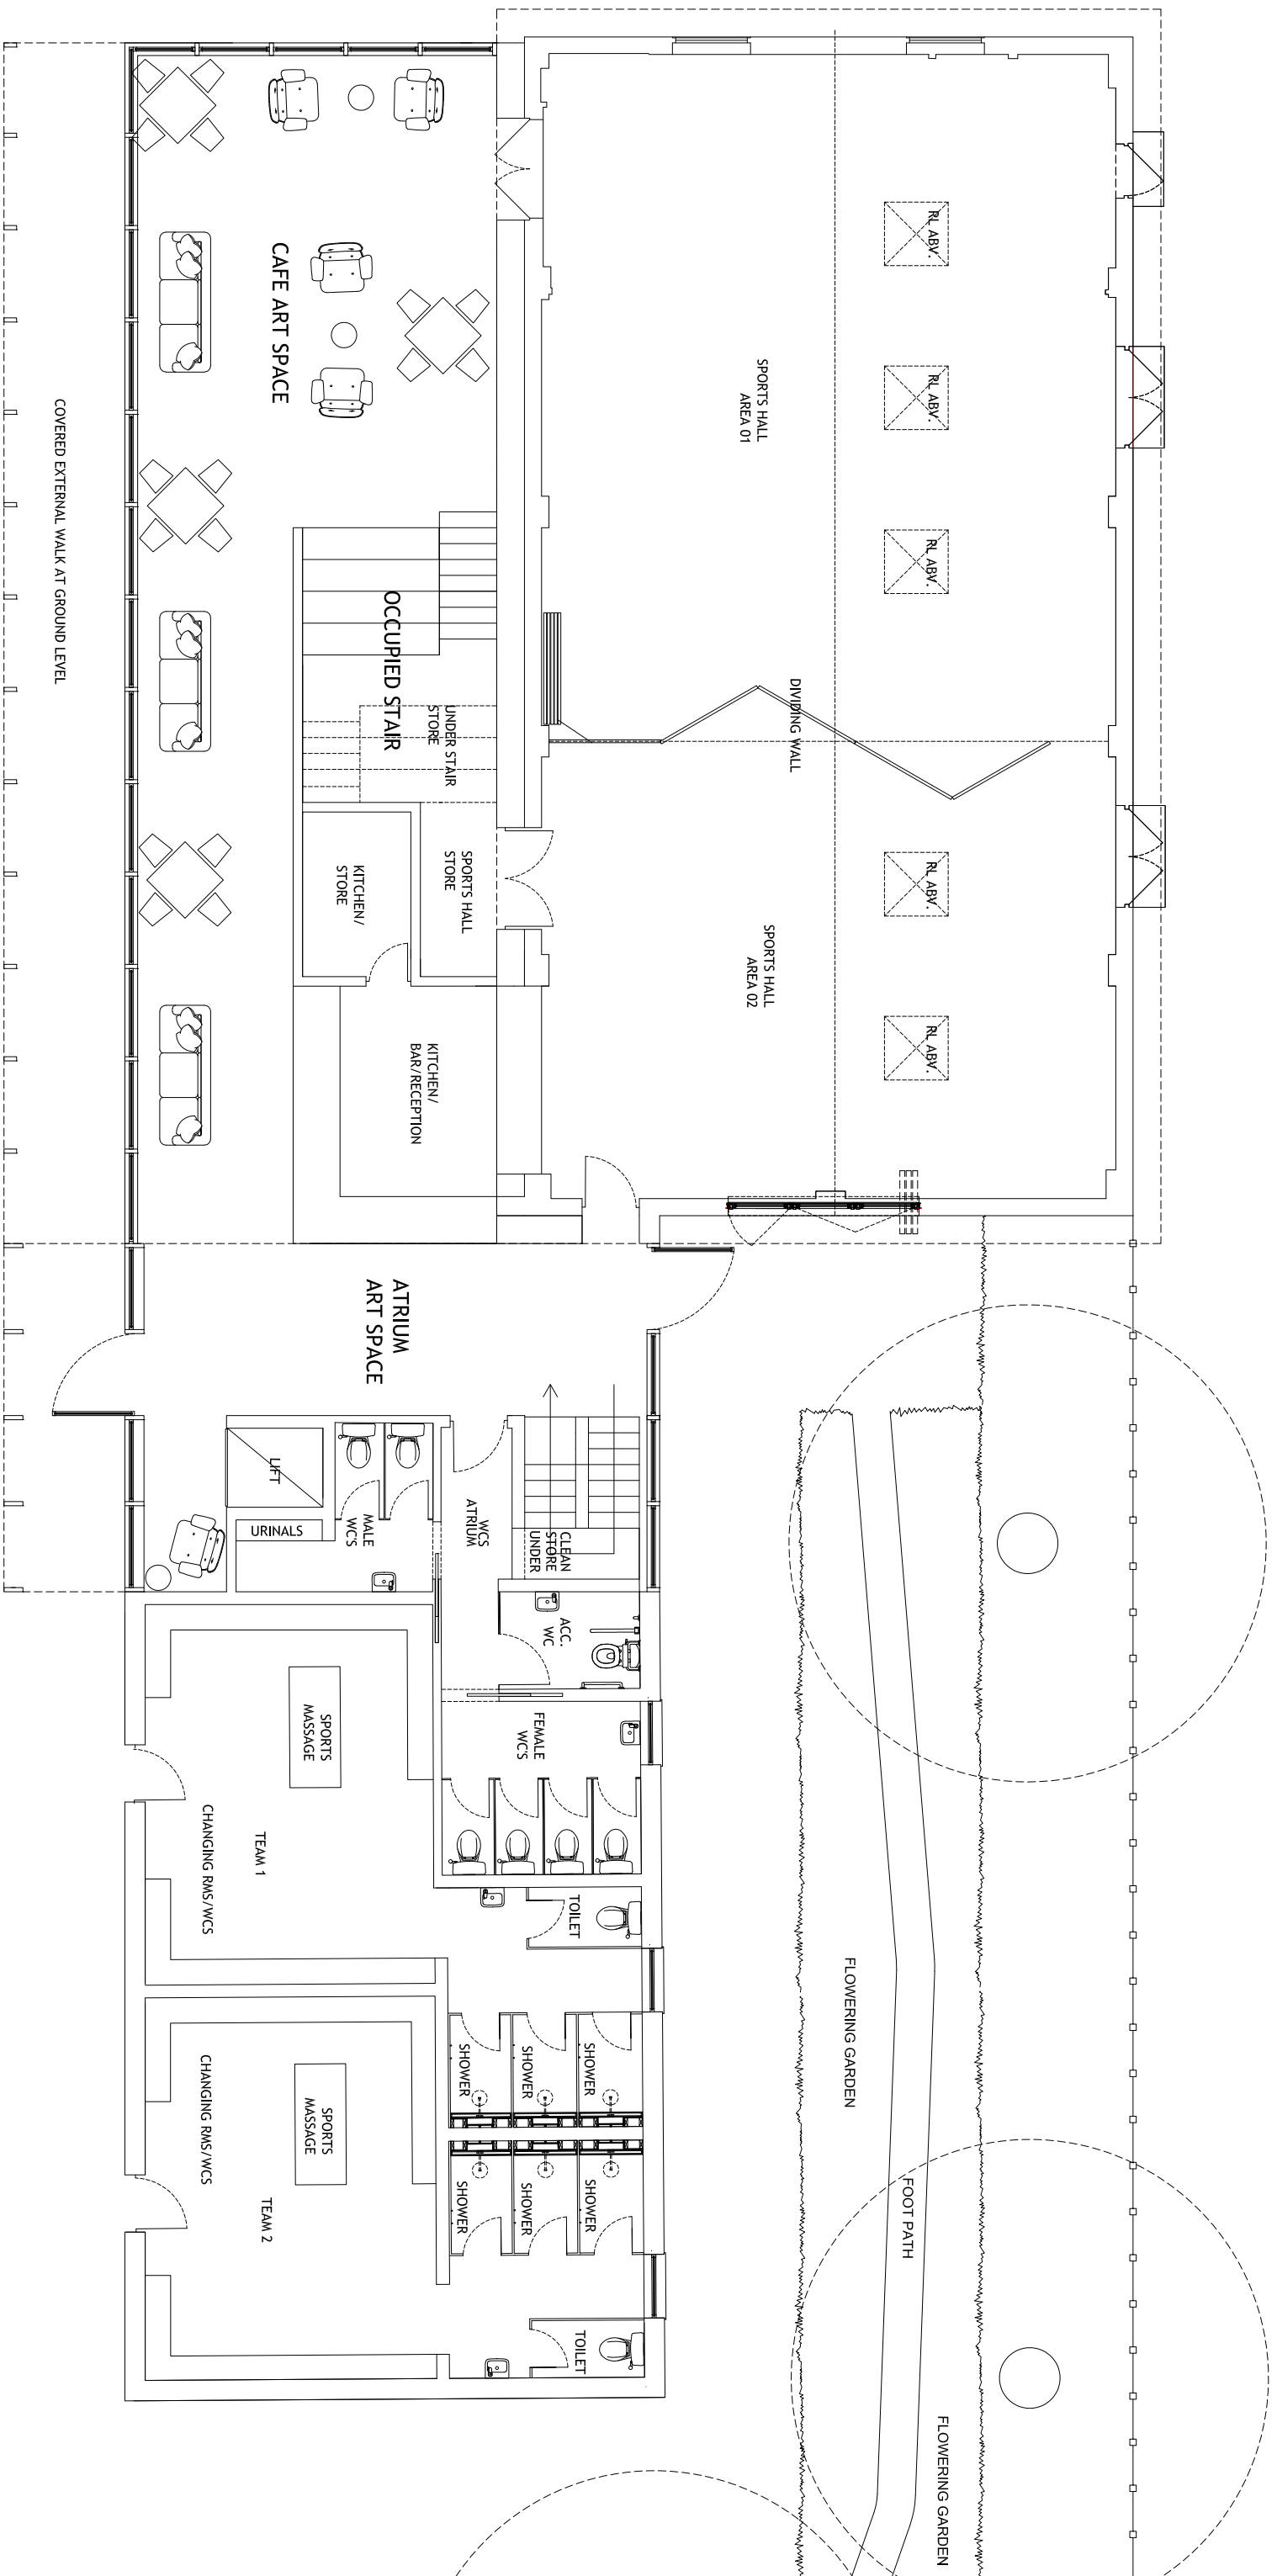 RL ABV.
RL ABV.
RL ABV.
RL ABV.
RL ABV.
SPORTS HALL
AREA 01
DIVIDING WALL
SPORTS HALL
AREA 02
CAFE ART SPACE
COVERED EXTERNAL WALK AT GROUND LEVEL
OCCUPIED STAIR
UNDER STAIR
STORE
SPORTS HALL
STORE
KITCHEN/
STORE
KITCHEN/
BAR/RECEPTION
ATRIUM
ART SPACE
LIFT
URINALS
MALE
WC'S
WCS
ATRIUM
CLEAN
STORE
UNDER
ACC.
WC
FEMALE
WC'S
SPORTS
MASSAGE
TEAM 1
CHANGING RMS/WCS
TOILET
SHOWER
SHOWER
SHOWER
SHOWER
SHOWER
SHOWER
SPORTS
MASSAGE
CHANGING RMS/WCS
TEAM 2
TOILET
FLOWERING GARDEN
FOOT PATH
FLOWERING GARDEN